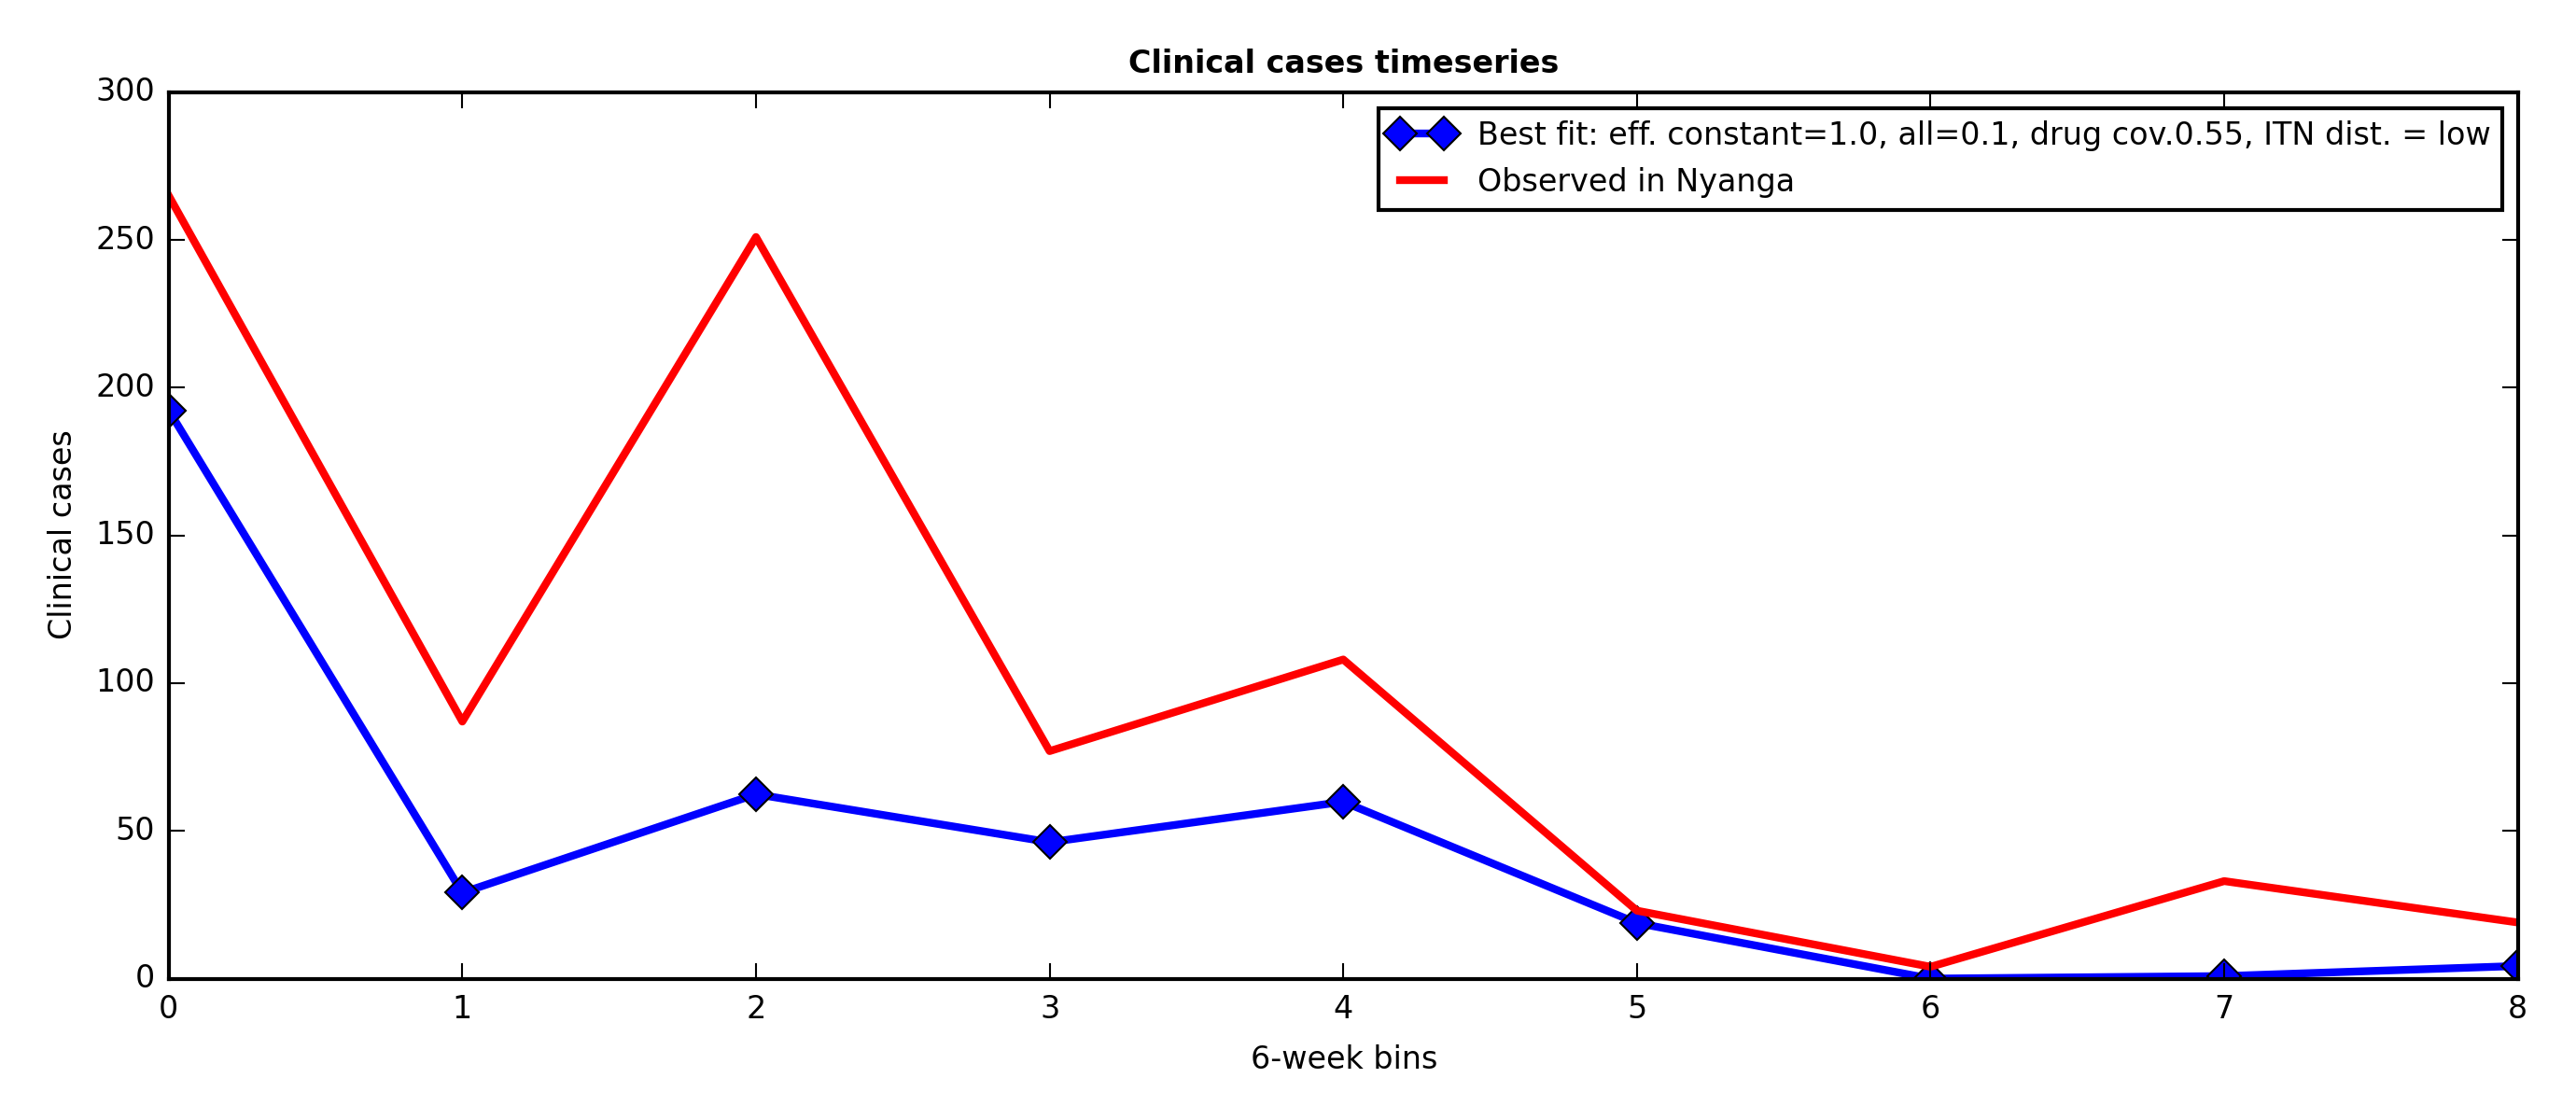 Clinical cases timeseries
Best fit: eff. constant=1.0, all=0.1, drug cov.0.55, ITN dist. = low
Observed in Nyanga
Clinical cases
300
250
200
150
100
50
0
0 1 2 3 4 5 6 7 8
6-week bins